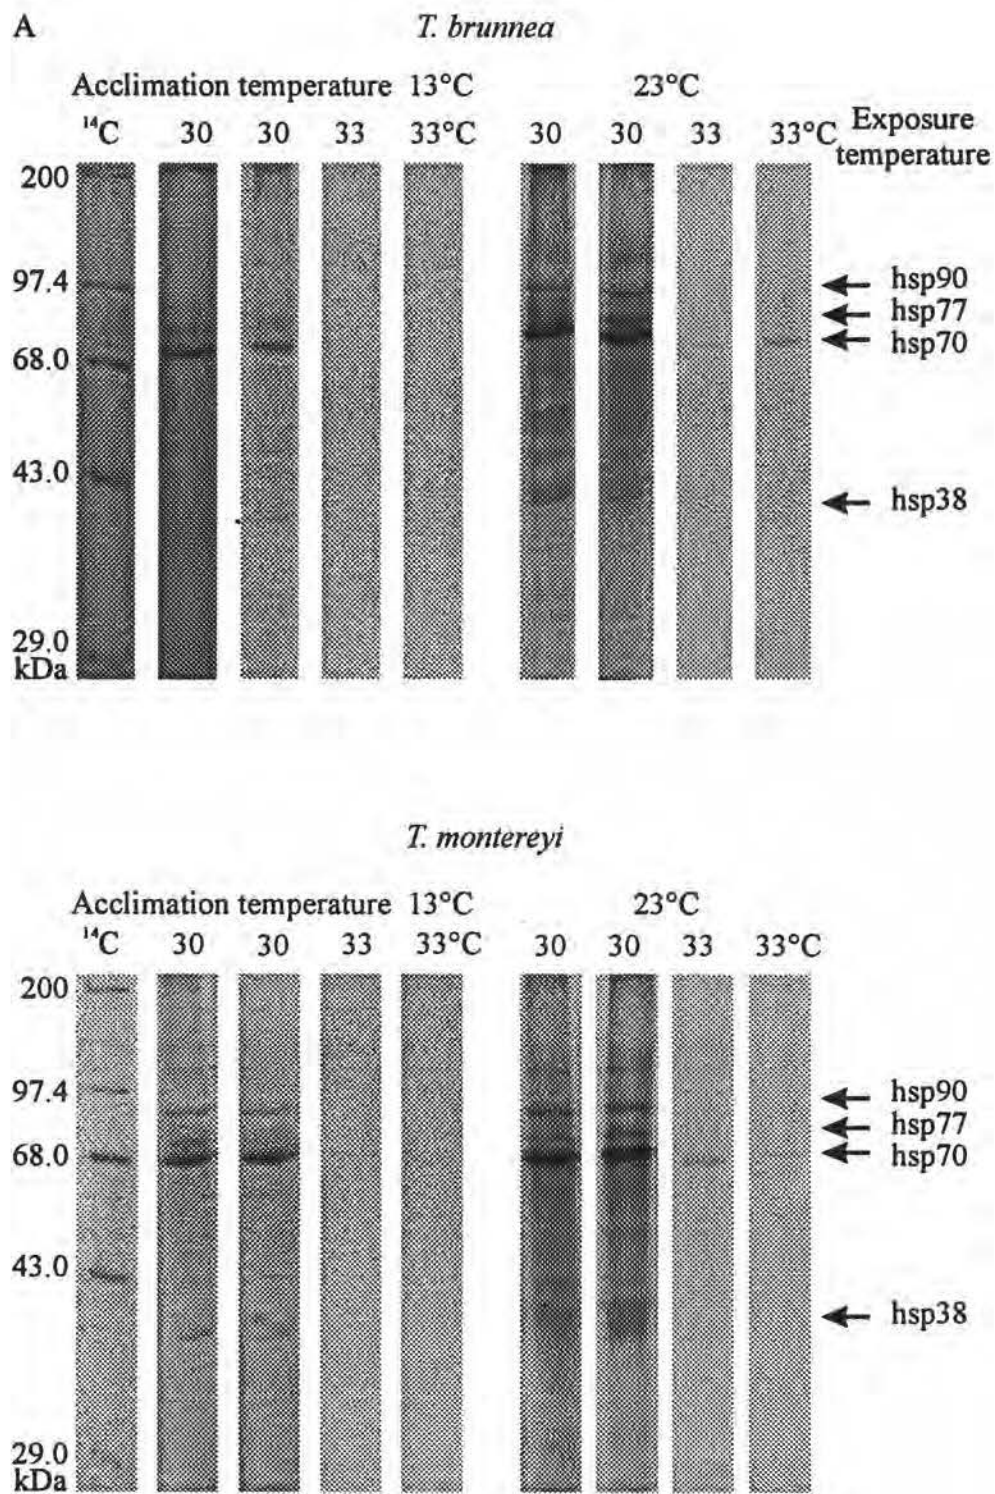 A
T. brunnea
Acclimation temperature 13°C 23°C
¹⁴C 30 30 33 33°C 30 30 33 33°C Exposure
temperature
200
97.4
hsp90
hsp77
hsp70
68.0
43.0
hsp38
29.0
kDa
T. montereyi
Acclimation temperature 13°C 23°C
¹⁴C 30 30 33 33°C 30 30 33 33°C
200
97.4
hsp90
hsp77
hsp70
68.0
43.0
hsp38
29.0
kDa